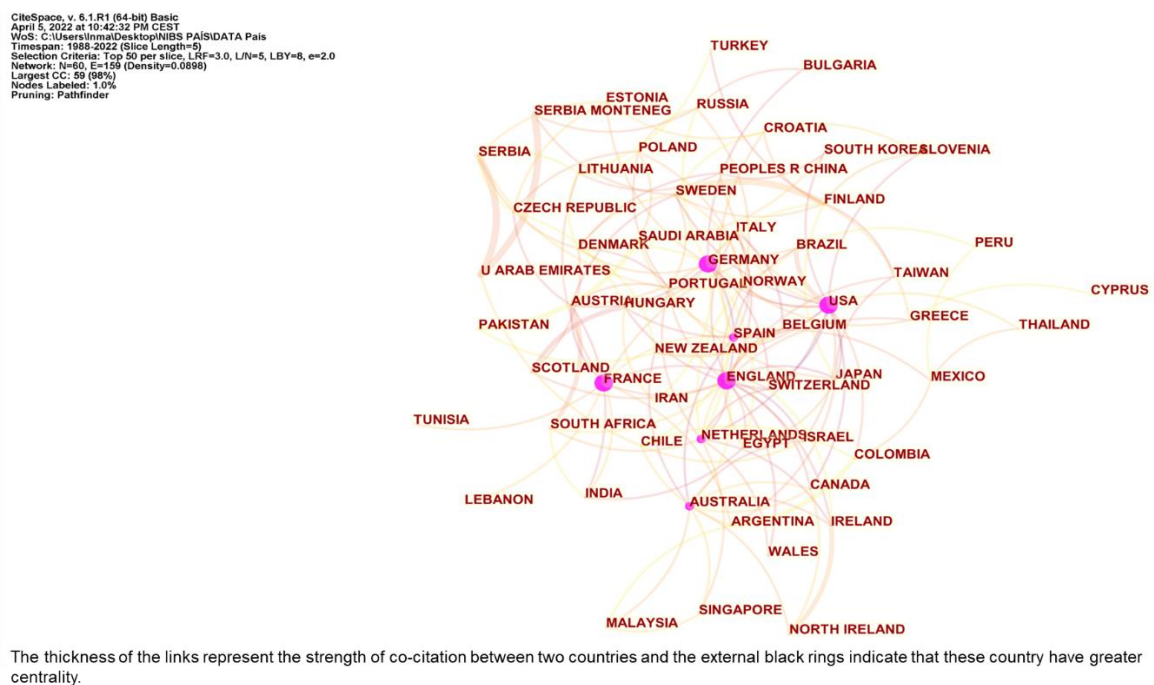 CiteSpace, v. 6.1.R1 (64-bit) Basic
April 5, 2022 at 10:42:32 PM CEST
WoS: C:\Users\Inma\Desktop\NIBS PAÍS\DATA Pais
Timespan: 1988-2022 (Slice Length=5)
Selection Criteria: Top 50 per slice, LRF=3.0, L/N=5, LBY=8, e=2.0
Network: N=60, E=159 (Density=0.0898)
Largest CC: 59 (98%)
Nodes Labeled: 1.0%
Pruning: Pathfinder
TURKEY
BULGARIA
ESTONIA
SERBIA MONTENEG
RUSSIA
CROATIA
SERBIA
POLAND
SOUTH KOREA
SLOVENIA
LITHUANIA
PEOPLES R CHINA
SWEDEN
FINLAND
CZECH REPUBLIC
SAUDI ARABIA
ITALY
DENMARK
BRAZIL
PERU
GERMANY
U ARAB EMIRATES
TAIWAN
PORTUGAL
NORWAY
CYPRUS
AUSTRIA
HUNGARY
USA
GREECE
PAKISTAN
BELGIUM
THAILAND
SPAIN
NEW ZEALAND
SCOTLAND
FRANCE
ENGLAND
JAPAN
MEXICO
SWITZERLAND
IRAN
TUNISIA
SOUTH AFRICA
NETHERLANDS
ISRAEL
CHILE
EGYPT
COLOMBIA
CANADA
LEBANON
INDIA
AUSTRALIA
ARGENTINA
IRELAND
WALES
SINGAPORE
MALAYSIA
NORTH IRELAND
The thickness of the links represent the strength of co-citation between two countries and the external black rings indicate that these country have greater
centrality.